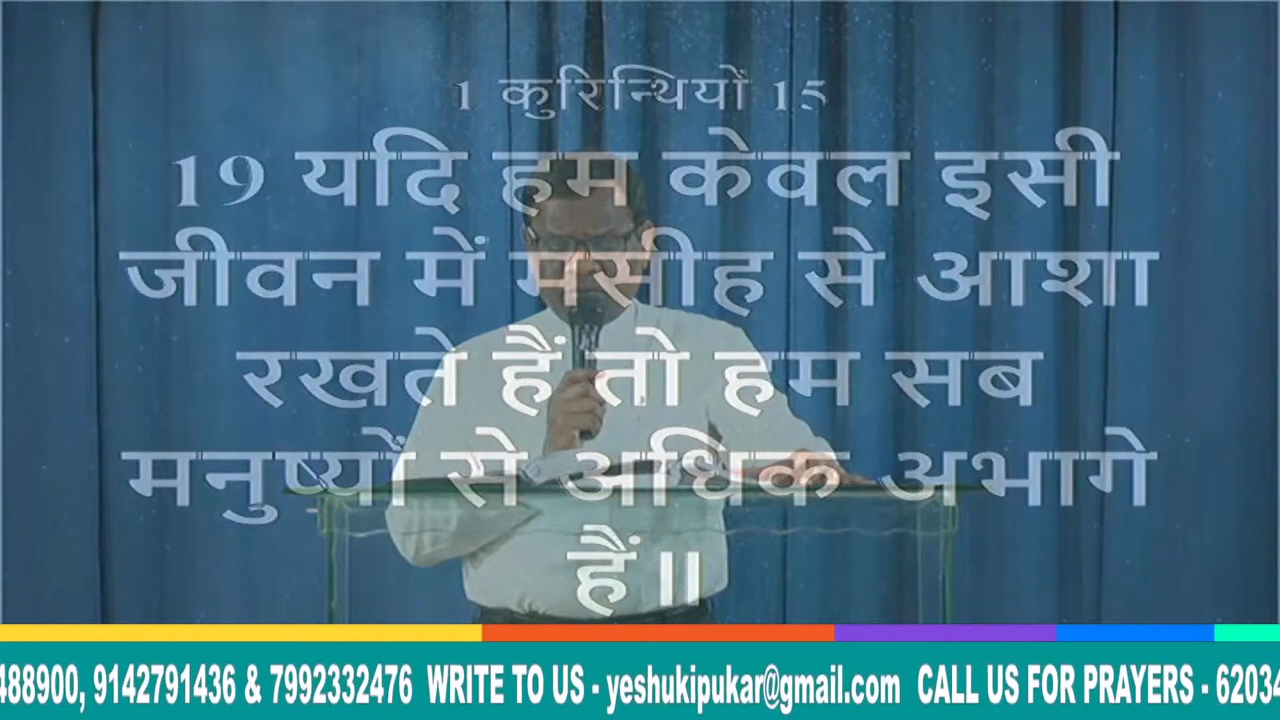 1 कुरिन्थियों 15
19 यदि हम केवल इसी
जीवन में मसीह से आशा
रखते हैं तो हम सब
मनुष्यों से अधिक अभागे
हैं॥
488900, 9142791436 & 7992332476 WRITE TO US - yeshukipukar@gmail.com CALL US FOR PRAYERS - 62034